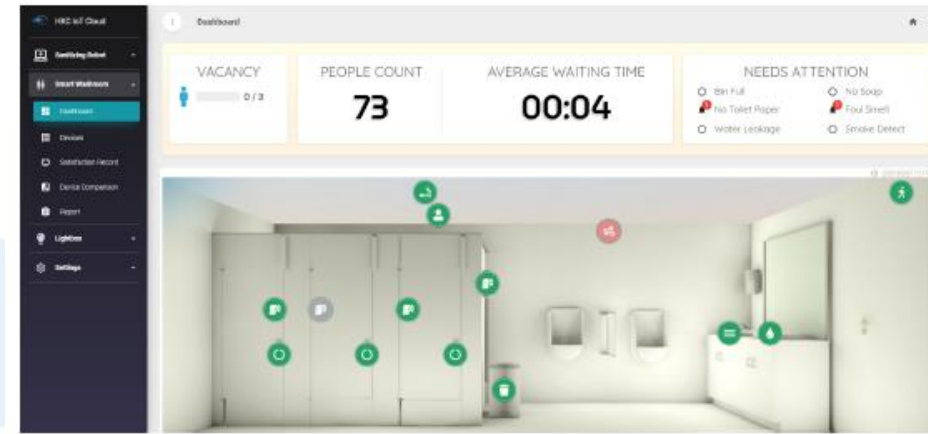 HKC IoT Cloud
Dashboard
Sanitizing Robot
Smart Washroom
Dashboard
Devices
Satisfaction Record
Device Comparison
Report
Lightbox
Settings
VACANCY
0 / 3
PEOPLE COUNT
73
AVERAGE WAITING TIME
00:04
NEEDS ATTENTION
Bin Full
No Soap
No Toilet Paper
Foul Smell
Water Leakage
Smoke Detect